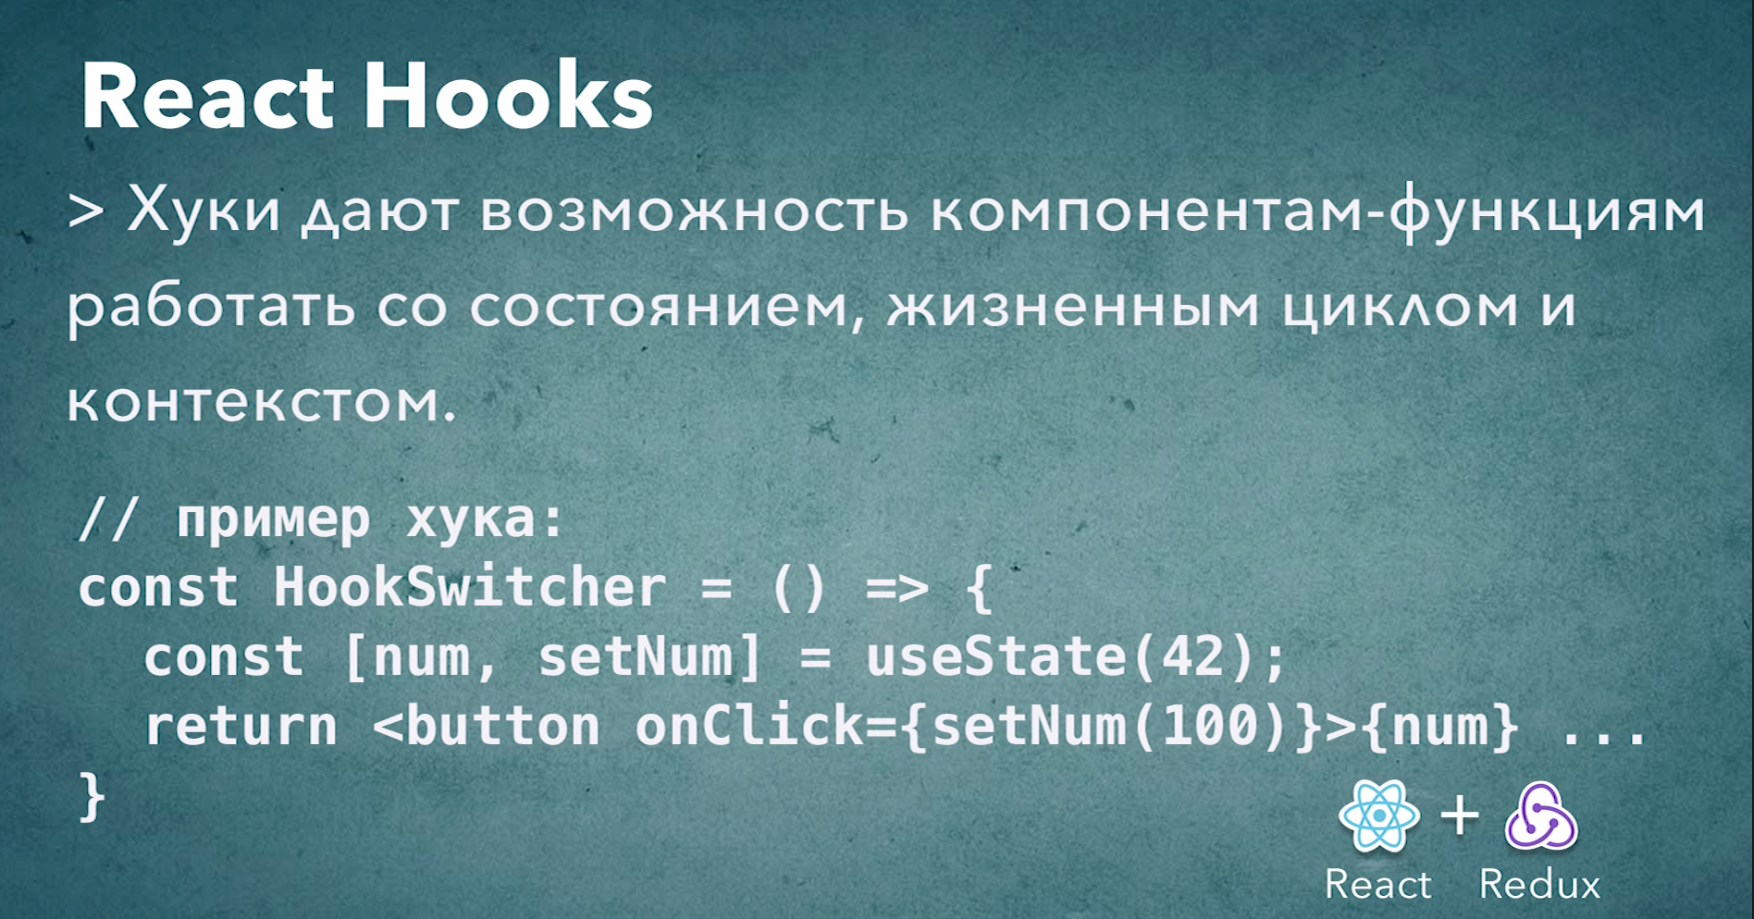 React Hooks
> Хуки дают возможность компонентам-функциям
работать со состоянием, жизненным циклом и
контекстом.
// пример хука:
const HookSwitcher = () => {
  const [num, setNum] = useState(42);
  return <button onClick={setNum(100)}>{num} ...
}
+
React Redux